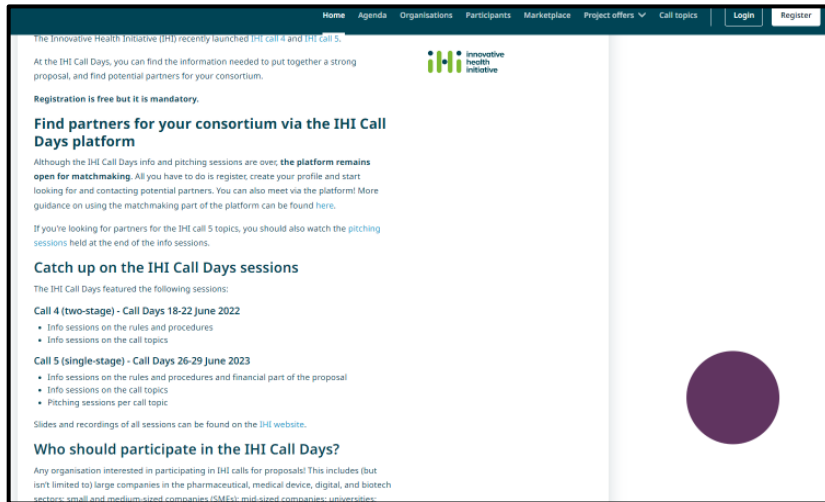 Home Agenda Organisations Participants Marketplace Project offers Call topics Login Register
The Innovative Health Initiative (IHI) recently launched IHI call 4 and IHI call 5.
innovative
health
initiative
At the IHI Call Days, you can find the information needed to put together a strong
proposal, and find potential partners for your consortium.
Registration is free but it is mandatory.
Find partners for your consortium via the IHI Call
Days platform
Although the IHI Call Days info and pitching sessions are over, the platform remains
open for matchmaking. All you have to do is register, create your profile and start
looking for and contacting potential partners. You can also meet via the platform! More
guidance on using the matchmaking part of the platform can be found here.
If you're looking for partners for the IHI call 5 topics, you should also watch the pitching
sessions held at the end of the info sessions.
Catch up on the IHI Call Days sessions
The IHI Call Days featured the following sessions:
Call 4 (two-stage) - Call Days 18-22 June 2022
• Info sessions on the rules and procedures
• Info sessions on the call topics
Call 5 (single-stage) - Call Days 26-29 June 2023
• Info sessions on the rules and procedures and financial part of the proposal
• Info sessions on the call topics
• Pitching sessions per call topic
Slides and recordings of all sessions can be found on the IHI website.
Who should participate in the IHI Call Days?
Any organisation interested in participating in IHI calls for proposals! This includes (but
isn't limited to) large companies in the pharmaceutical, medical device, digital, and biotech
sectors; small and medium-sized companies (SMEs); mid-sized companies; universities;